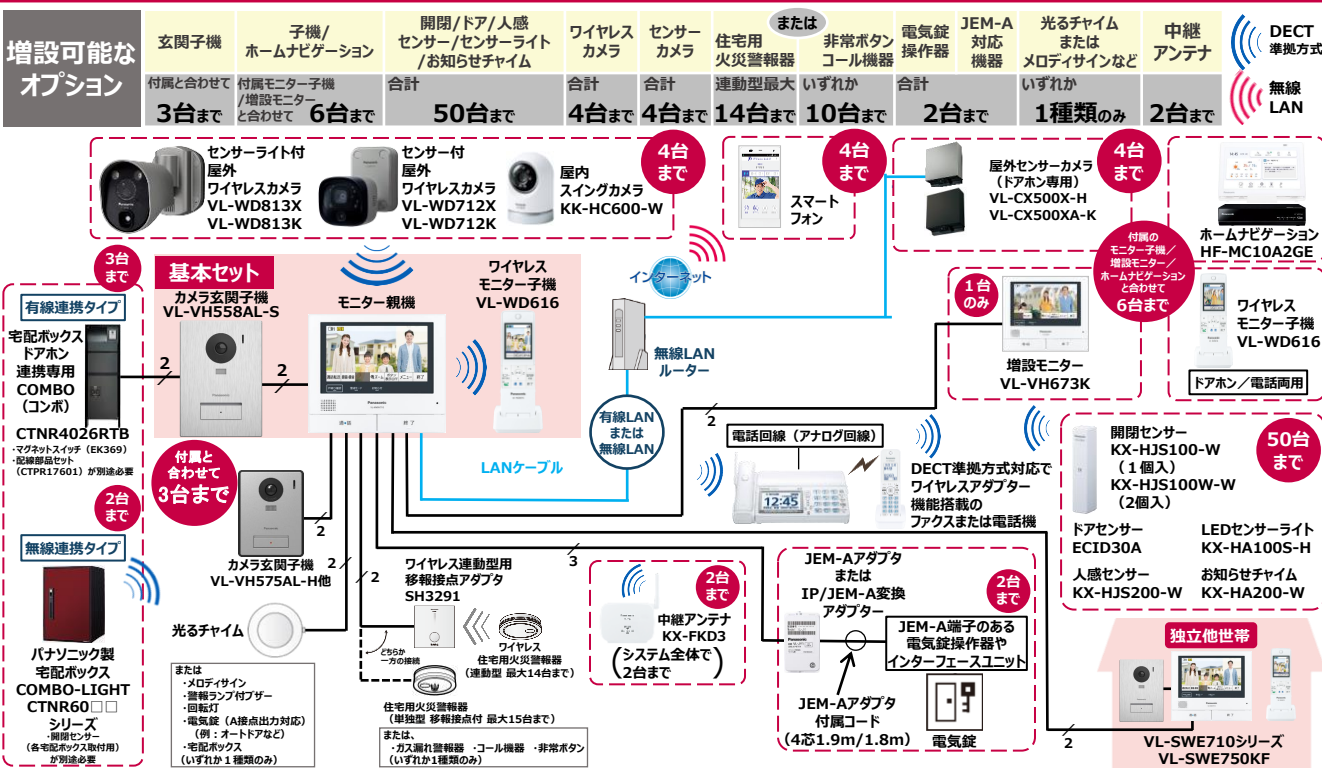 増設可能な
オプション
玄関子機
子機/
ホームナビゲーション
開閉/ドア/人感
センサー/センサーライト
/お知らせチャイム
ワイヤレス
カメラ
センサー
カメラ
または
住宅用
火災警報器
非常ボタン
コール機器
電気錠
操作器
JEM-A
対応
機器
光るチャイム
または
メロディサインなど
中継
アンテナ
付属と合わせて
3台まで
付属モニター子機
/増設モニター
と合わせて 6台まで
合計
50台まで
合計
4台まで
合計
4台まで
連動型最大
14台まで
いずれか
10台まで
合計
2台まで
いずれか
1種類のみ
2台まで
DECT
準拠方式
無線
LAN
センサーライト付
屋外
ワイヤレスカメラ
VL-WD813X
VL-WD813K
センサー付
屋外
ワイヤレスカメラ
VL-WD712X
VL-WD712K
屋内
スイングカメラ
KK-HC600-W
4台
まで
スマート
フォン
4台
まで
屋外センサーカメラ
(ドアホン専用)
VL-CX500X-H
VL-CX500XA-K
4台
まで
ホームナビゲーション
HF-MC10A2GE
付属の
モニター子機/
増設モニター/
ホームナビゲーション
と合わせて
6台まで
ワイヤレス
モニター子機
VL-WD616
ドアホン/電話両用
3台
まで
有線連携タイプ
宅配ボックス
ドアホン
連携専用
COMBO
(コンボ)
CTNR4026RTB
・マグネットスイッチ(EK369)
・配線部品セット
(CTPR17601)が別途必要
2
基本セット
カメラ玄関子機
VL-VH558AL-S
2
モニター親機
Panasonic
ワイヤレス
モニター子機
VL-WD616
インターネット
無線LAN
ルーター
有線LAN
または
無線LAN
LANケーブル
1台
のみ
増設モニター
VL-VH673K
2
付属と
合わせて
3台まで
カメラ玄関子機
VL-VH575AL-H他
2
2台
まで
無線連携タイプ
パナソニック製
宅配ボックス
COMBO-LIGHT
CTNR60□□
シリーズ
・開閉センサー
(各宅配ボックス取付用)
が別途必要
光るチャイム
2
または
・メロディサイン
・警報ランプ付ブザー
・回転灯
・電気錠(A接点出力対応)
(例:オートドアなど)
・宅配ボックス
(いずれか1種類のみ)
2
ワイヤレス連動型用
移報接点アダプタ
SH3291
どちらか
一方の接続
ワイヤレス
住宅用火災警報器
(連動型 最大14台まで)
住宅用火災警報器
(単独型 移報接点付 最大15台まで)
または、
・ガス漏れ警報器 ・コール機器 ・非常ボタン
(いずれか1種類のみ)
電話回線(アナログ回線)
12:45
DECT準拠方式対応で
ワイヤレスアダプター
機能搭載の
ファクスまたは電話機
3
2台
まで
中継アンテナ
KX-FKD3
(システム全体で
2台まで)
JEM-Aアダプタ
または
IP/JEM-A変換
アダプター
2台
まで
JEM-A端子のある
電気錠操作器や
インターフェースユニット
JEM-Aアダプタ
付属コード
(4芯1.9m/1.8m)
電気錠
開閉センサー
KX-HJS100-W
(1個入)
KX-HJS100W-W
(2個入)
50台
まで
ドアセンサー
ECID30A
LEDセンサーライト
KX-HA100S-H
人感センサー
KX-HJS200-W
お知らせチャイム
KX-HA200-W
独立他世帯
2
VL-SWE710シリーズ
VL-SWE750KF